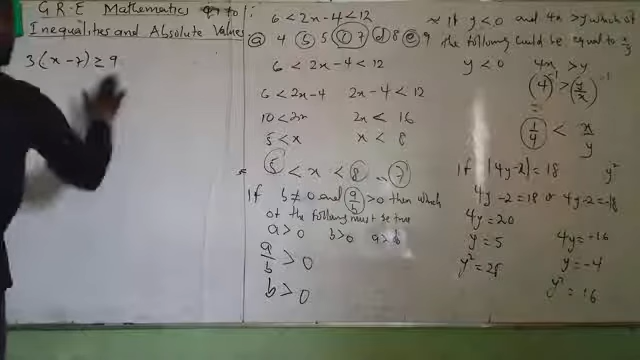 G.R.E Mathematics
Inequalities and Absolute Values
3(x-7) ≥ 9
6 < 2x-4 < 12
ⓐ 4 ⓑ 5 ⓒ 7 ⓓ 8 ⓔ 9
6 < 2x-4 < 12
6 < 2x-4 2x-4 < 12
10 < 2x 2x < 16
5 < x x < 8
5 < x < 8 7
If b ≠ 0 and a/b > 0 then which
of the following must be true
a > 0 b > 0 a > b
a/b > 0
b > 0
If y < 0 and 4x > y which of
the following could be equal to x/y
y < 0 4x > y
(4)⁻¹ > (y/x)⁻¹
1/4 < x/y
If |4y-2| = 18 y²
4y-2 = 18 or 4y-2 = -18
4y = 20
y = 5 4y = -16
y² = 25 y = -4
y² = 16